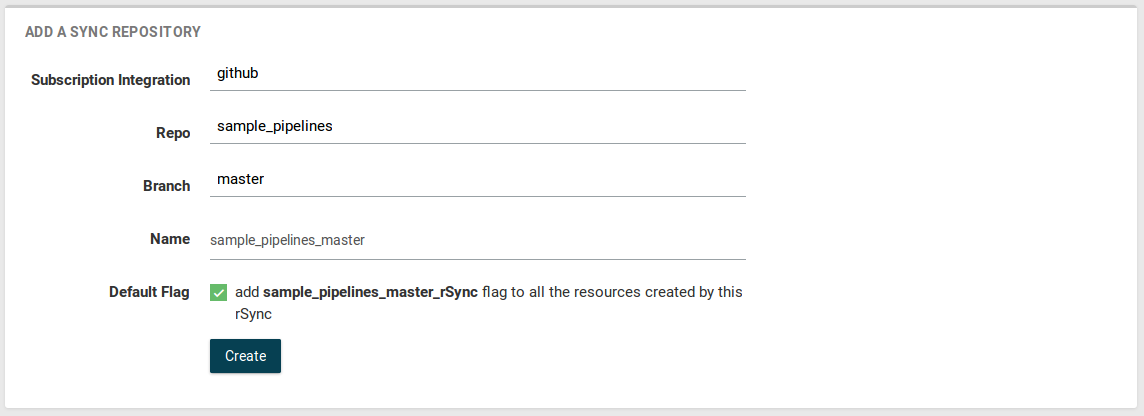 ADD A SYNC REPOSITORY
Subscription Integration github
Repo sample_pipelines
Branch master
Name sample_pipelines_master
Default Flag add sample_pipelines_master_rSync flag to all the resources created by this
rSync
Create